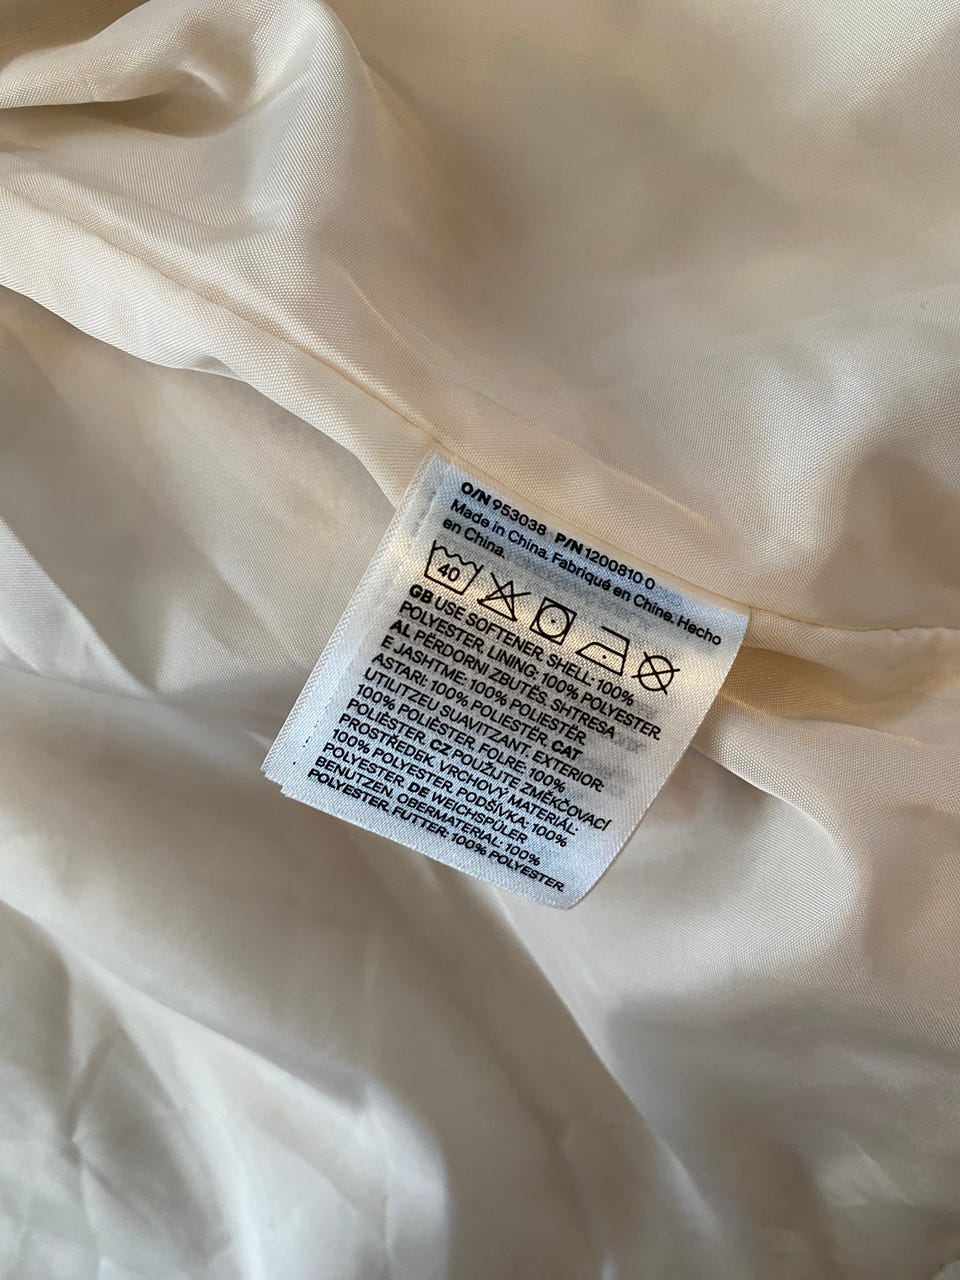 O/N 953038 P/N 1200810 0
Made in China. Fabriqué en Chine. Hecho
en China.
40
GB USE SOFTENER. SHELL: 100%
POLYESTER. LINING: 100% POLYESTER.
AL PËRDORNI ZBUTËS. SHTRESA
E JASHTME: 100% POLIESTER.
ASTARI: 100% POLIESTER. CAT
UTILITZEU SUAVITZANT. EXTERIOR:
100% POLIÈSTER. FOLRE: 100%
POLIÈSTER. CZ POUŽIJTE ZMĚKČOVACÍ
PROSTŘEDEK. VRCHOVÝ MATERIÁL:
100% POLYESTER. PODŠÍVKA: 100%
POLYESTER. DE WEICHSPÜLER
BENUTZEN. OBERMATERIAL: 100%
POLYESTER. FUTTER: 100% POLYESTER.